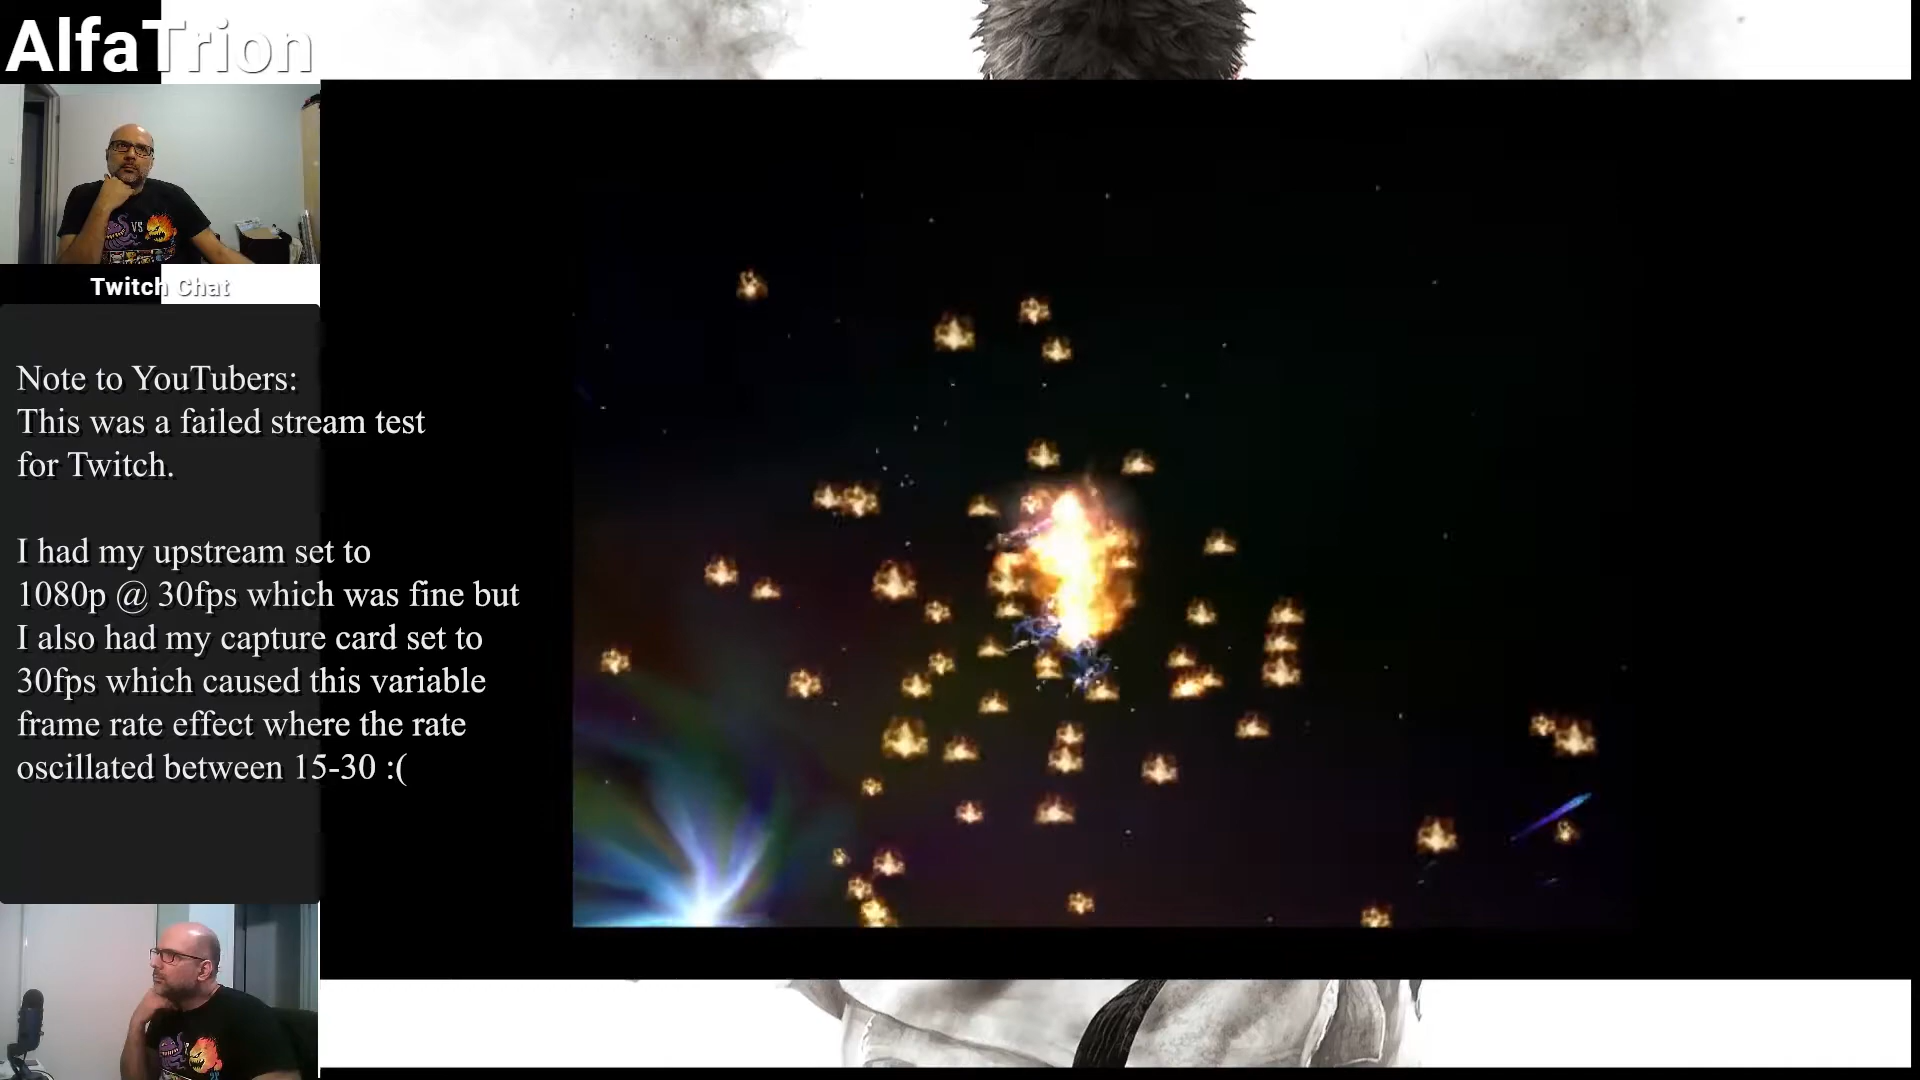 AlfaTrion
VS
Twitch Chat
Note to YouTubers:
This was a failed stream test
for Twitch.
I had my upstream set to
1080p @ 30fps which was fine but
I also had my capture card set to
30fps which caused this variable
frame rate effect where the rate
oscillated between 15-30 :(